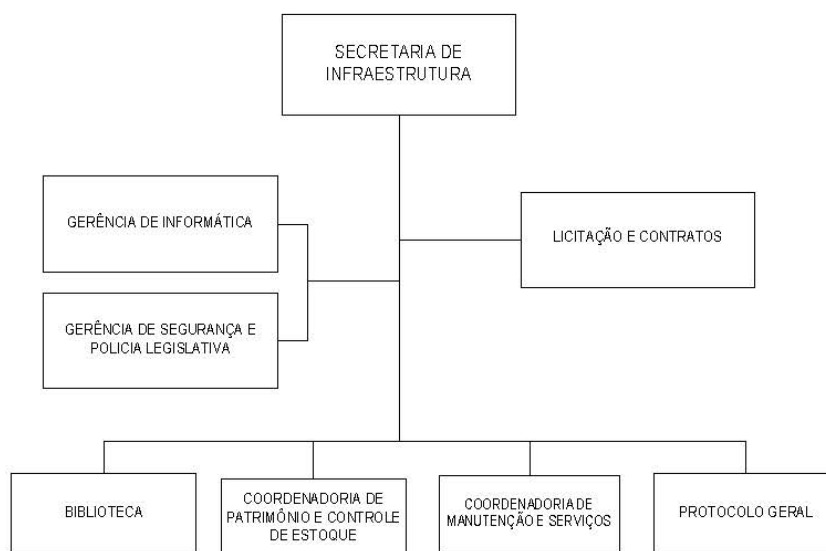 SECRETARIA DE
INFRAESTRUTURA
GERÊNCIA DE INFORMÁTICA
LICITAÇÃO E CONTRATOS
GERÊNCIA DE SEGURANÇA E
POLICIA LEGISLATIVA
BIBLIOTECA
COORDENADORIA DE
PATRIMÔNIO E CONTROLE
DE ESTOQUE
COORDENADORIA DE
MANUTENÇÃO E SERVIÇOS
PROTOCOLO GERAL